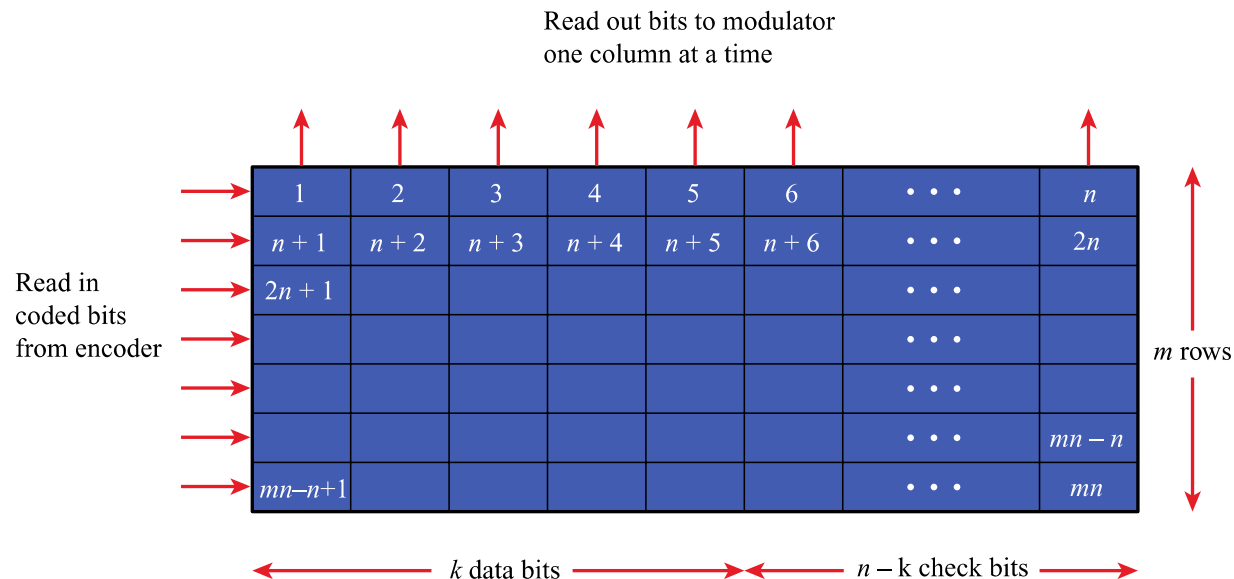 Read out bits to modulator
one column at a time
1 2 3 4 5 6 • • • n
n + 1 n + 2 n + 3 n + 4 n + 5 n + 6 • • • 2n
Read in
coded bits
from encoder
2n + 1 • • •
• • •
• • •
m rows
• • • mn – n
mn–n+1 • • • mn
k data bits n – k check bits